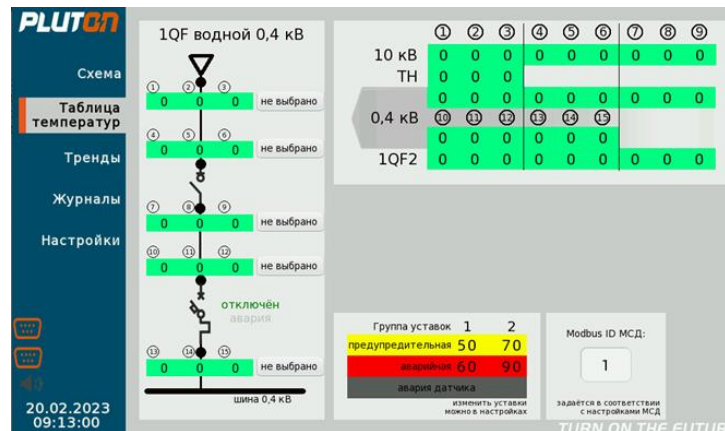 PLUTON
Схема
Таблица
температур
Тренды
Журналы
Настройки
20.02.2023
09:13:00
1QF водной 0,4 кВ
1 2 3
0 0 0 не выбрано
4 5 6
0 0 0 не выбрано
7 8 9
0 0 0 не выбрано
10 11 12
0 0 0 не выбрано
отключён
авария
13 14 15
0 0 0 не выбрано
шина 0,4 кВ
1 2 3 4 5 6 7 8 9
10 кВ 0 0 0 0 0 0 0 0 0
ТН 0 0 0
0 0 0 0 0 0 0 0 0
0,4 кВ 10 11 12 13 14 15
0 0 0 0 0 0
1QF2 0 0 0 0 0 0 0 0 0
Группа уставок 1 2
предупредительная 50 70
аварийная 60 90
авария датчика
изменить уставки
можно в настройках
Modbus ID МСД:
1
задаётся в соответствии
с настройками МСД
TURN ON THE FUTUR